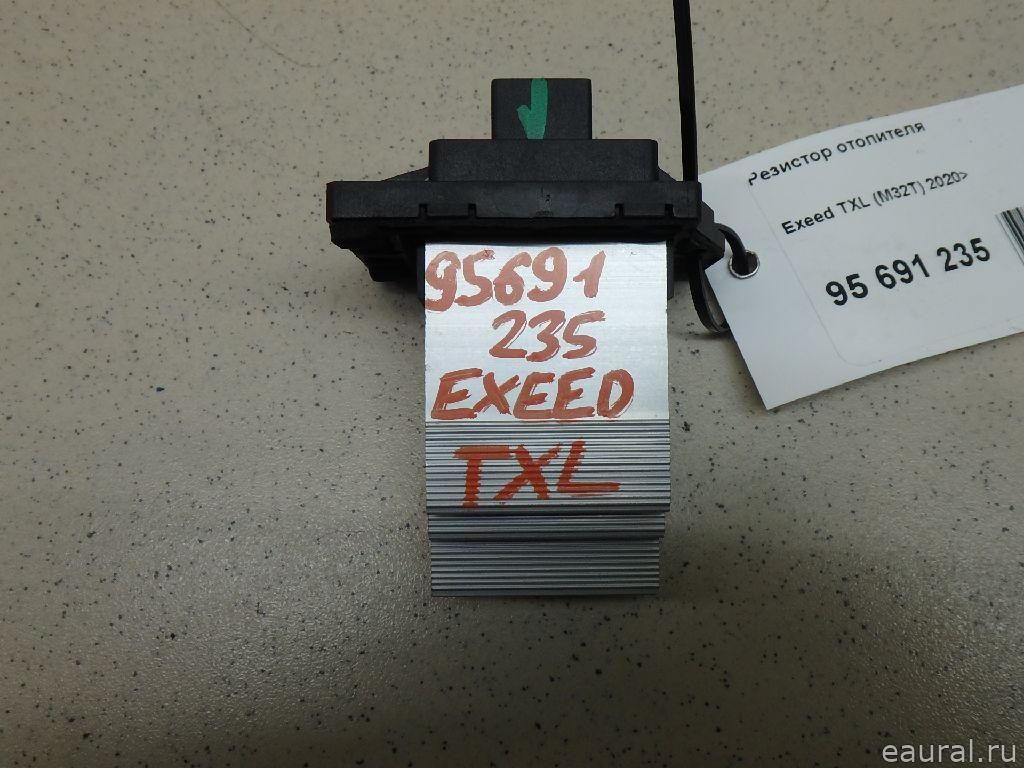 95691
235
EXEED
TXL
Резистор отопителя
Exeed TXL (M32T) 2020>
95 691 235
eaural.ru